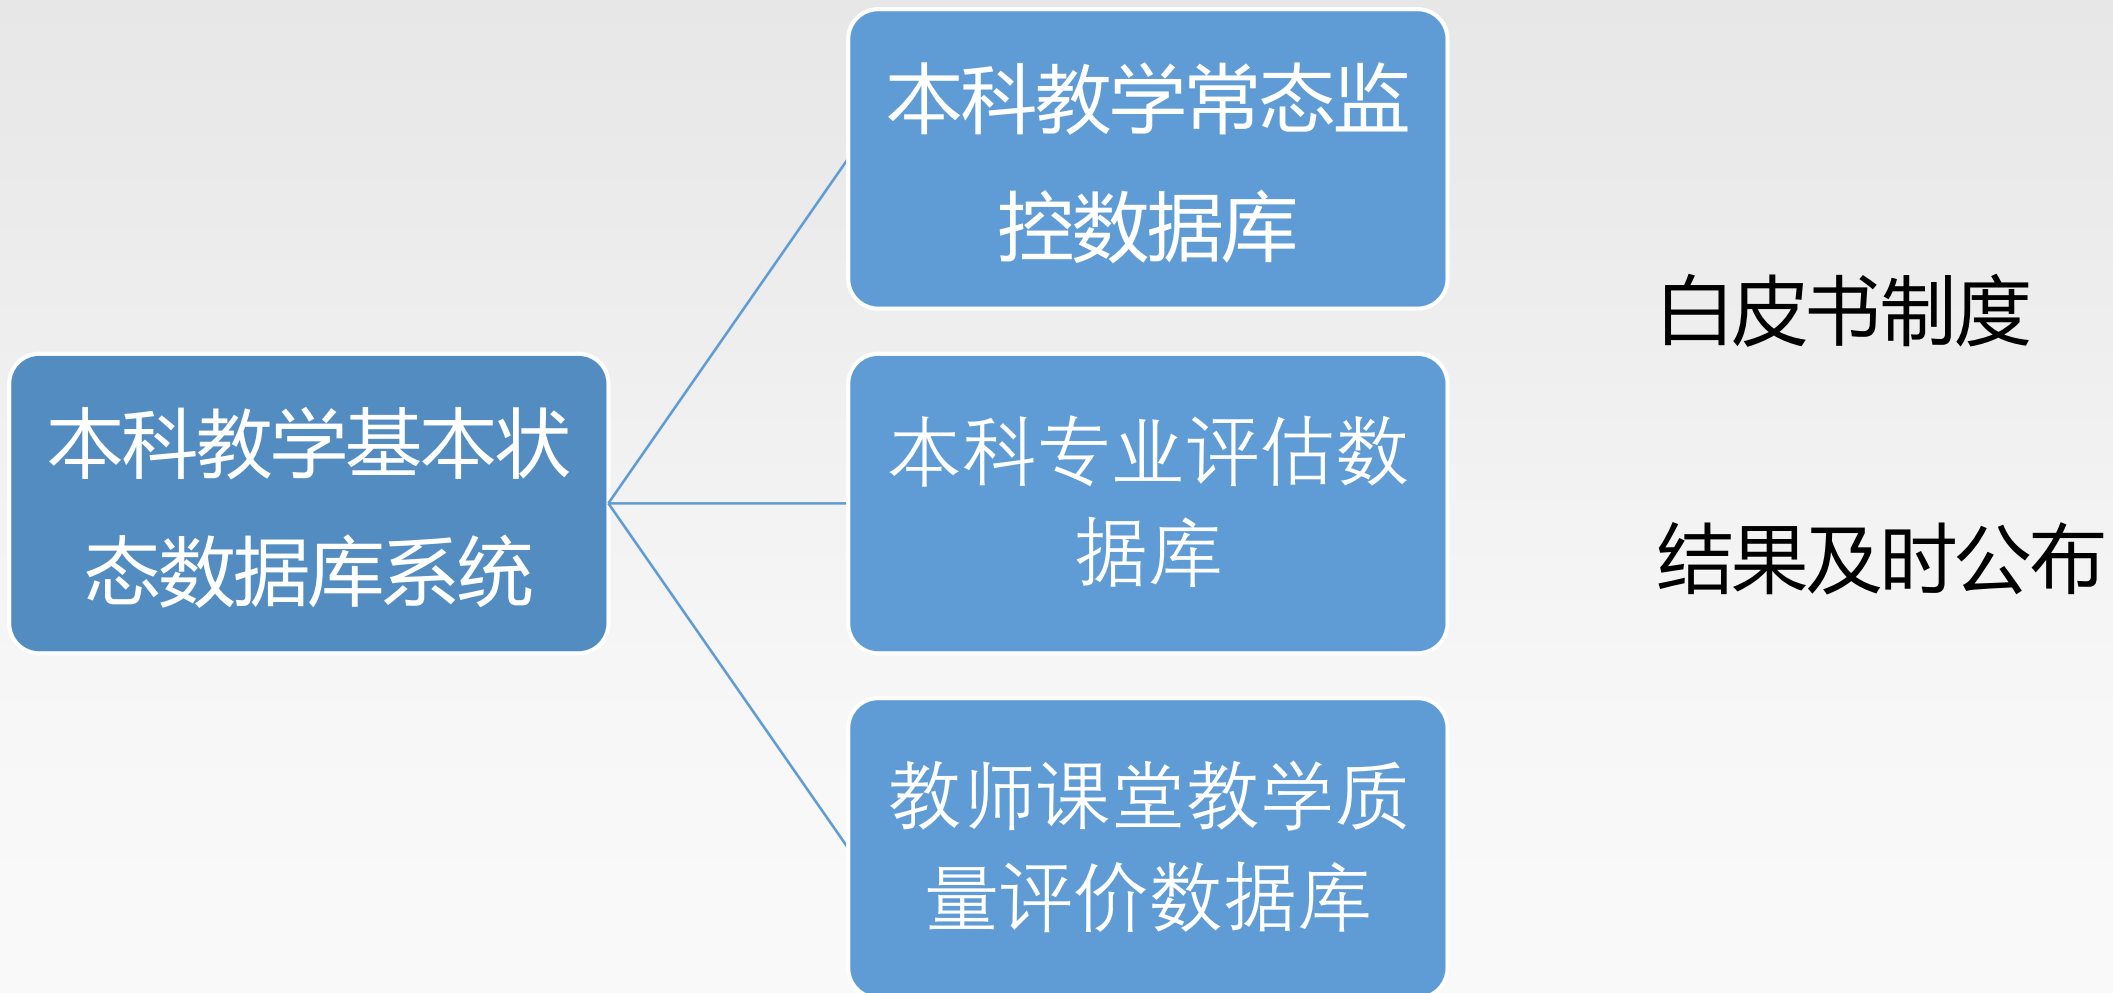 本科教学基本状
态数据库系统
本科教学常态监
控数据库
本科专业评估数
据库
教师课堂教学质
量评价数据库
白皮书制度
结果及时公布